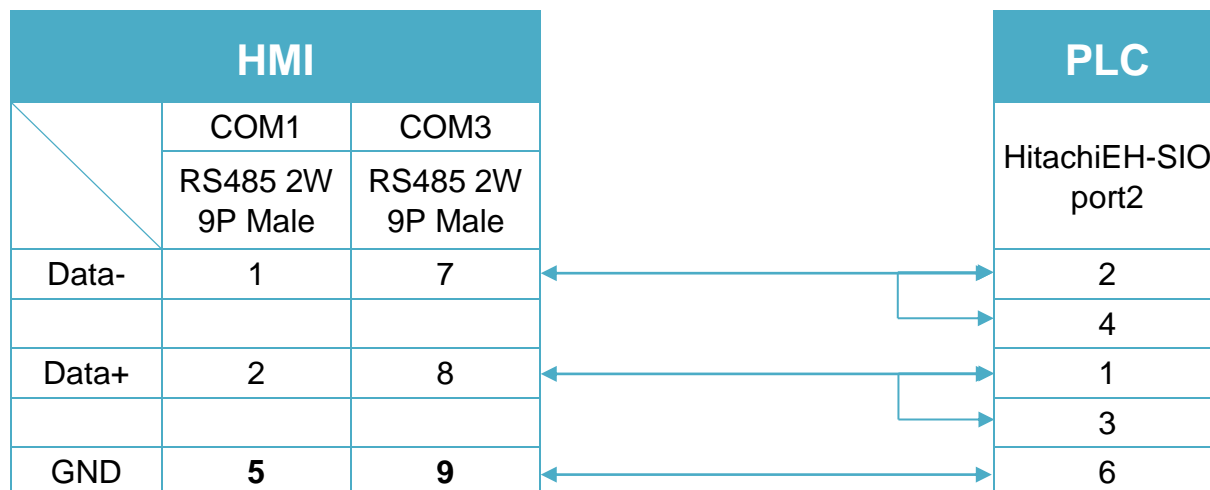 HMI
PLC
COM1 COM3
HitachiEH-SIO
port2
RS485 2W
9P Male
RS485 2W
9P Male
Data- 1 7 2
4
Data+ 2 8 1
3
GND 5 9 6